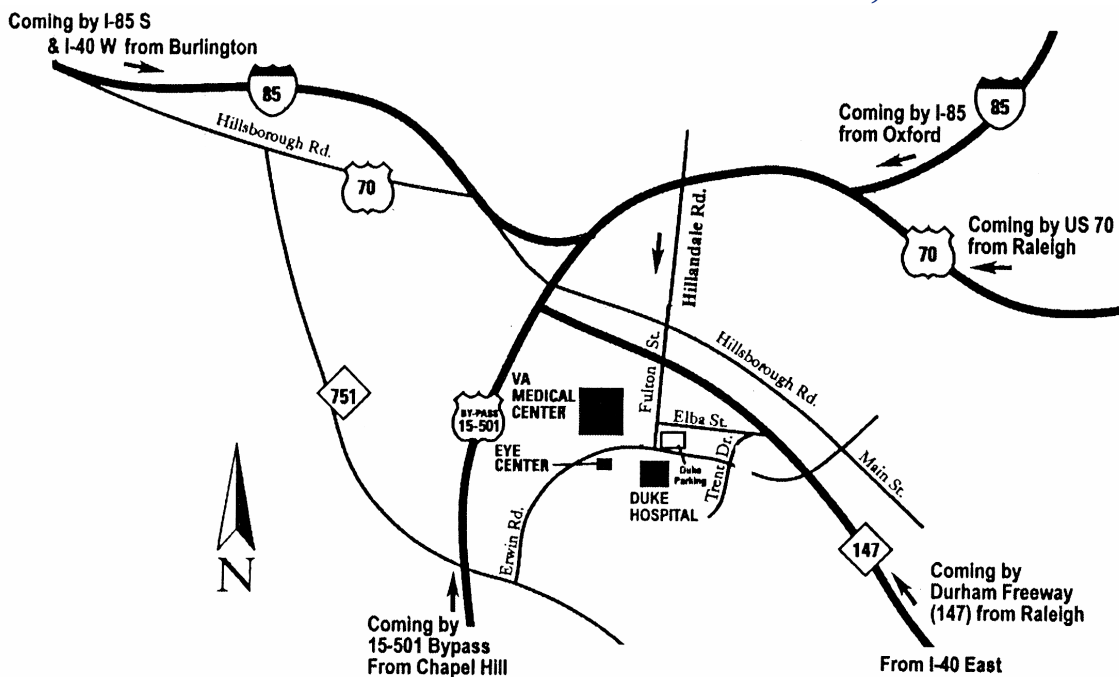 Coming by I-85 S
& I-40 W from Burlington
85
Hillsborough Rd.
70
85
Coming by I-85
from Oxford
Coming by US 70
from Raleigh
70
Hillandale Rd.
Fulton St.
Hillsborough Rd.
751
VA
MEDICAL
CENTER
BY-PASS
15-501
Elba St.
EYE
CENTER
Duke
Parking
Trent Dr.
Main St.
DUKE
HOSPITAL
Erwin Rd.
147
N
Coming by
Durham Freeway
(147) from Raleigh
Coming by
15-501 Bypass
From Chapel Hill
From I-40 East